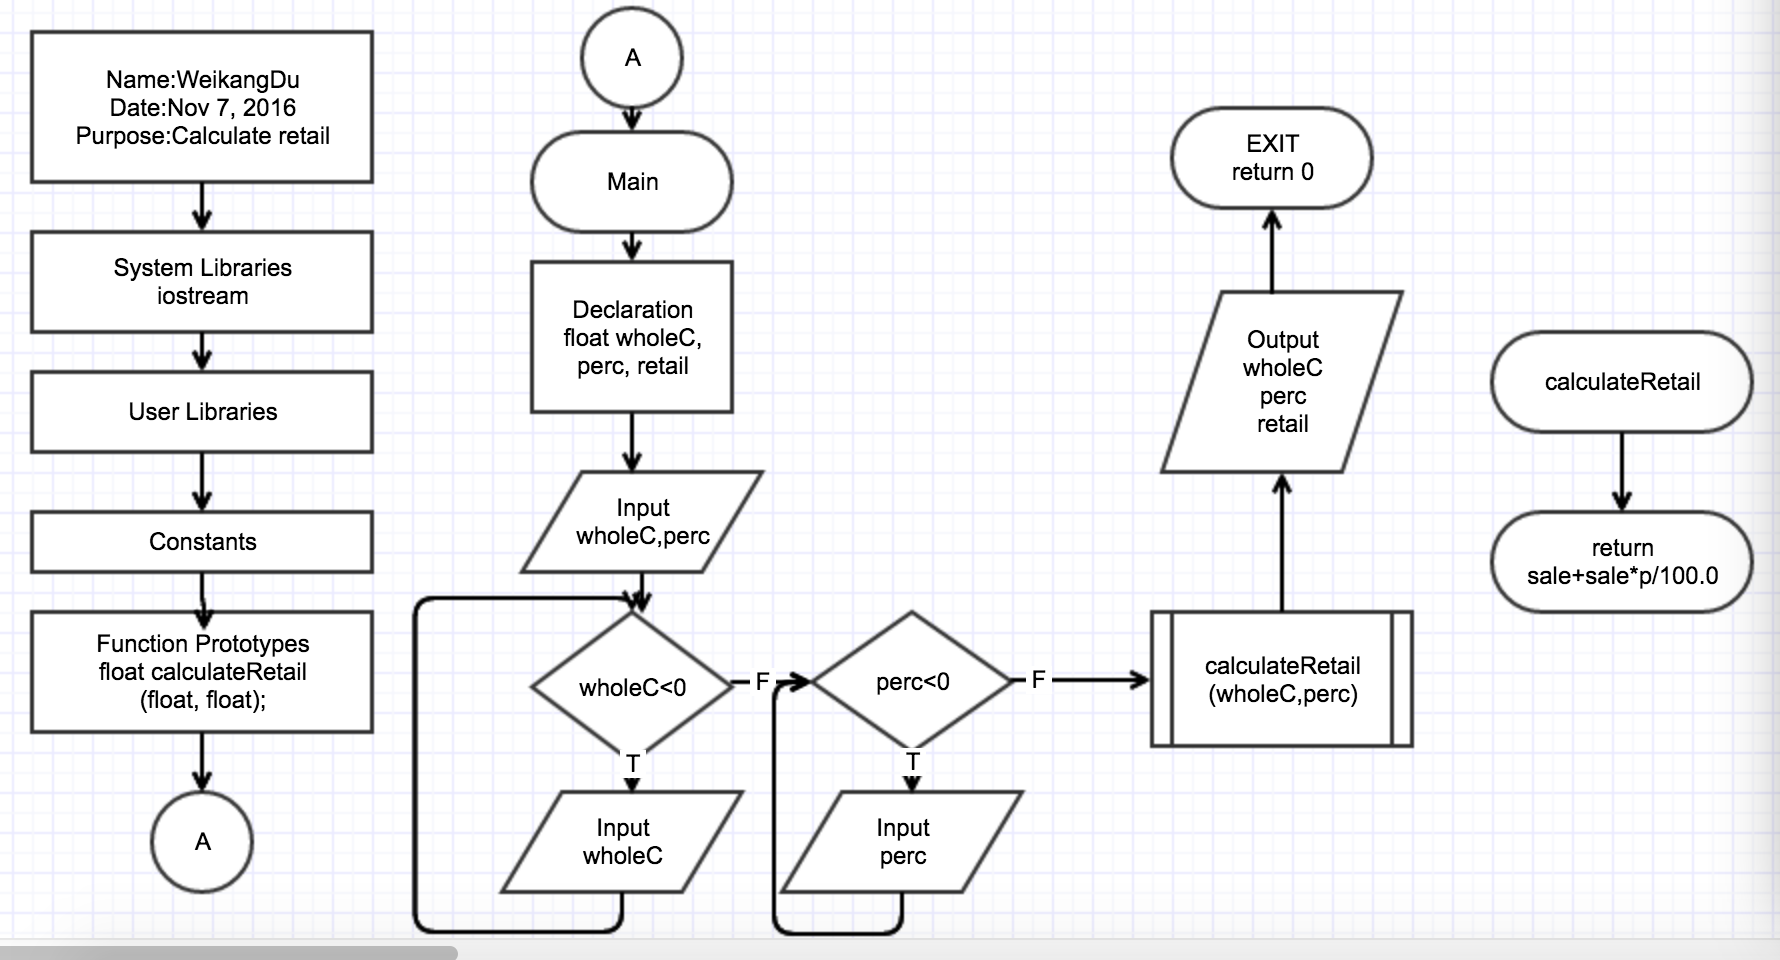 Name:WeikangDu
Date:Nov 7, 2016
Purpose:Calculate retail
System Libraries
iostream
User Libraries
Constants
Function Prototypes
float calculateRetail
(float, float);
A
A
Main
Declaration
float wholeC,
perc, retail
Input
wholeC,perc
wholeC<0
F
T
Input
wholeC
perc<0
F
T
Input
perc
calculateRetail
(wholeC,perc)
Output
wholeC
perc
retail
EXIT
return 0
calculateRetail
return
sale+sale*p/100.0